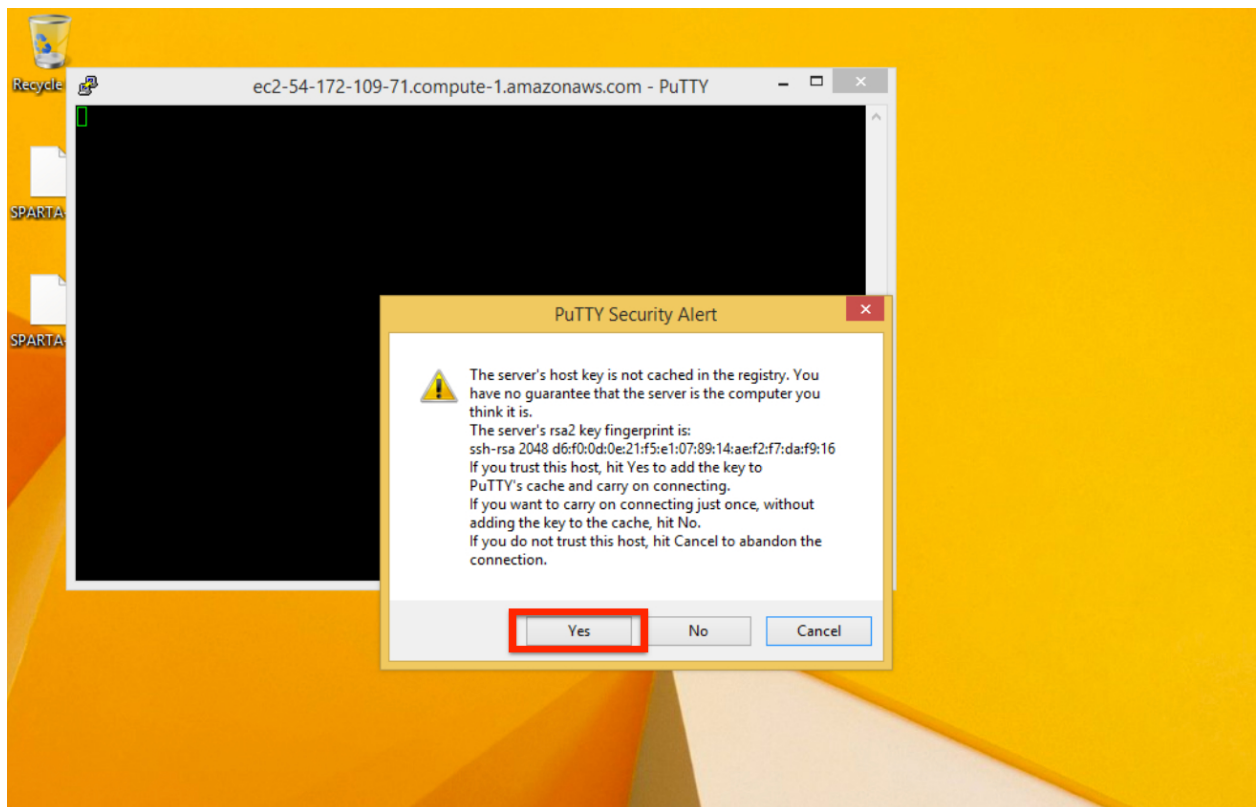 Recycle
ec2-54-172-109-71.compute-1.amazonaws.com - PuTTY
SPARTA
SPARTA-
PuTTY Security Alert
The server's host key is not cached in the registry. You
have no guarantee that the server is the computer you
think it is.
The server's rsa2 key fingerprint is:
ssh-rsa 2048 d6:f0:0d:0e:21:f5:e1:07:89:14:ae:f2:f7:da:f9:16
If you trust this host, hit Yes to add the key to
PuTTY's cache and carry on connecting.
If you want to carry on connecting just once, without
adding the key to the cache, hit No.
If you do not trust this host, hit Cancel to abandon the
connection.
Yes No Cancel